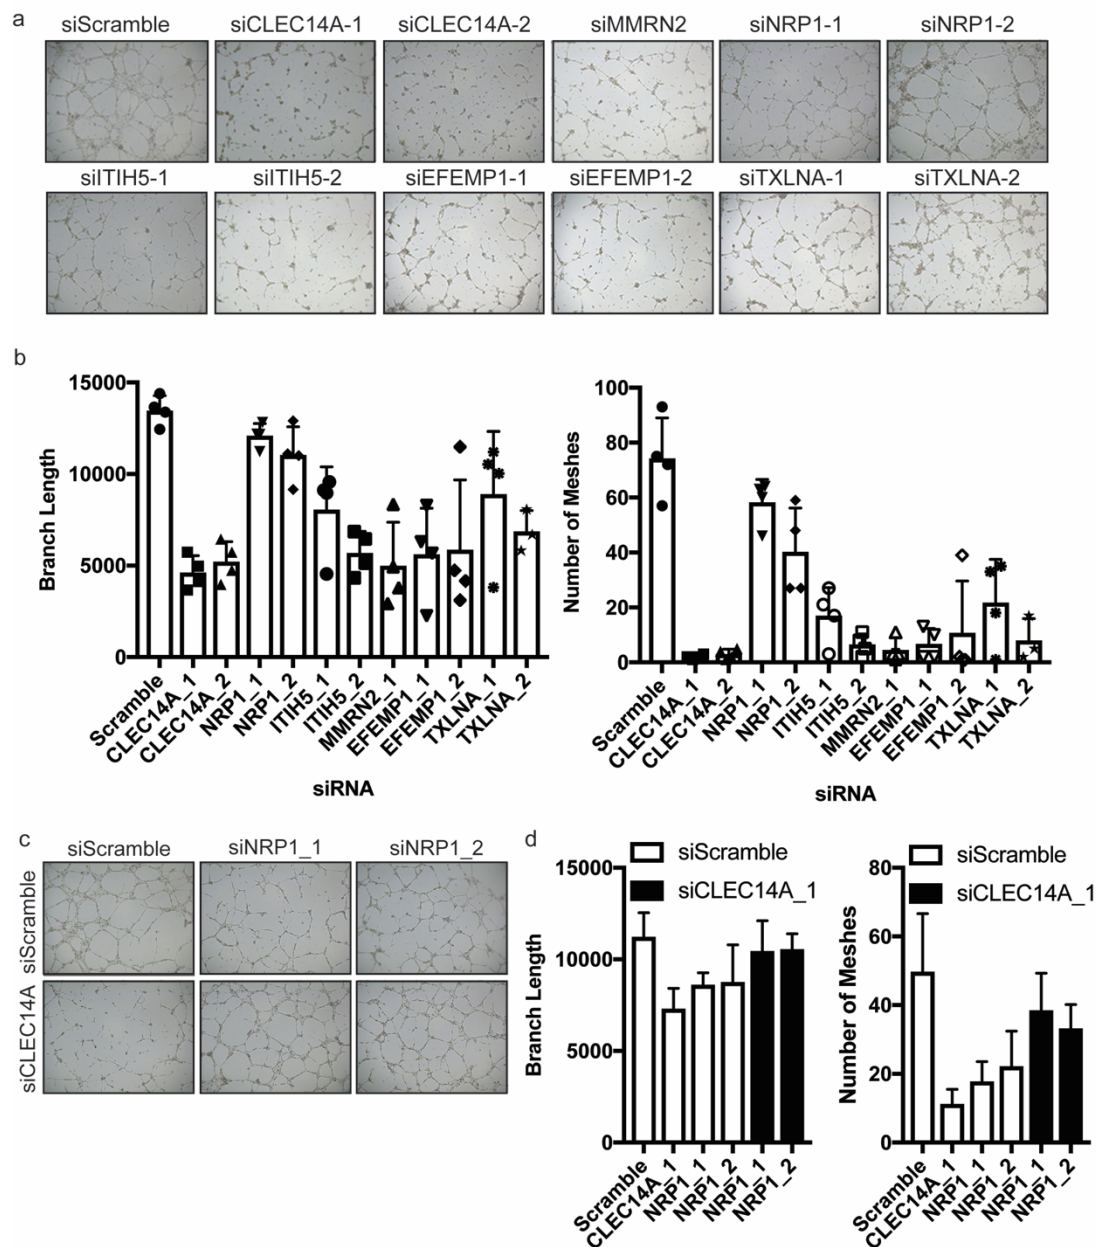 a
siScramble siCLEC14A-1 siCLEC14A-2 siMMRN2 siNRP1-1 siNRP1-2
siITIH5-1 siITIH5-2 siEFEMP1-1 siEFEMP1-2 siTXLNA-1 siTXLNA-2
b
Branch Length
15000
10000
5000
0
Scramble
CLEC14A_1
CLEC14A_2
NRP1_1
NRP1_2
ITIH5_1
ITIH5_2
MMRN2_1
EFEMP1_1
EFEMP1_2
TXLNA_1
TXLNA_2
siRNA
Number of Meshes
100
80
60
40
20
0
Scarmble
CLEC14A_1
CLEC14A_2
NRP1_1
NRP1_2
ITIH5_1
ITIH5_2
MMRN2_1
EFEMP1_1
EFEMP1_2
TXLNA_1
TXLNA_2
siRNA
c
siScramble siNRP1_1 siNRP1_2
siScramble
siCLEC14A
d
siScramble
siCLEC14A_1
Branch Length
15000
10000
5000
0
Scramble
CLEC14A_1
NRP1_1
NRP1_2
NRP1_1
NRP1_2
siScramble
siCLEC14A_1
Number of Meshes
80
60
40
20
0
Scramble
CLEC14A_1
NRP1_1
NRP1_2
NRP1_1
NRP1_2